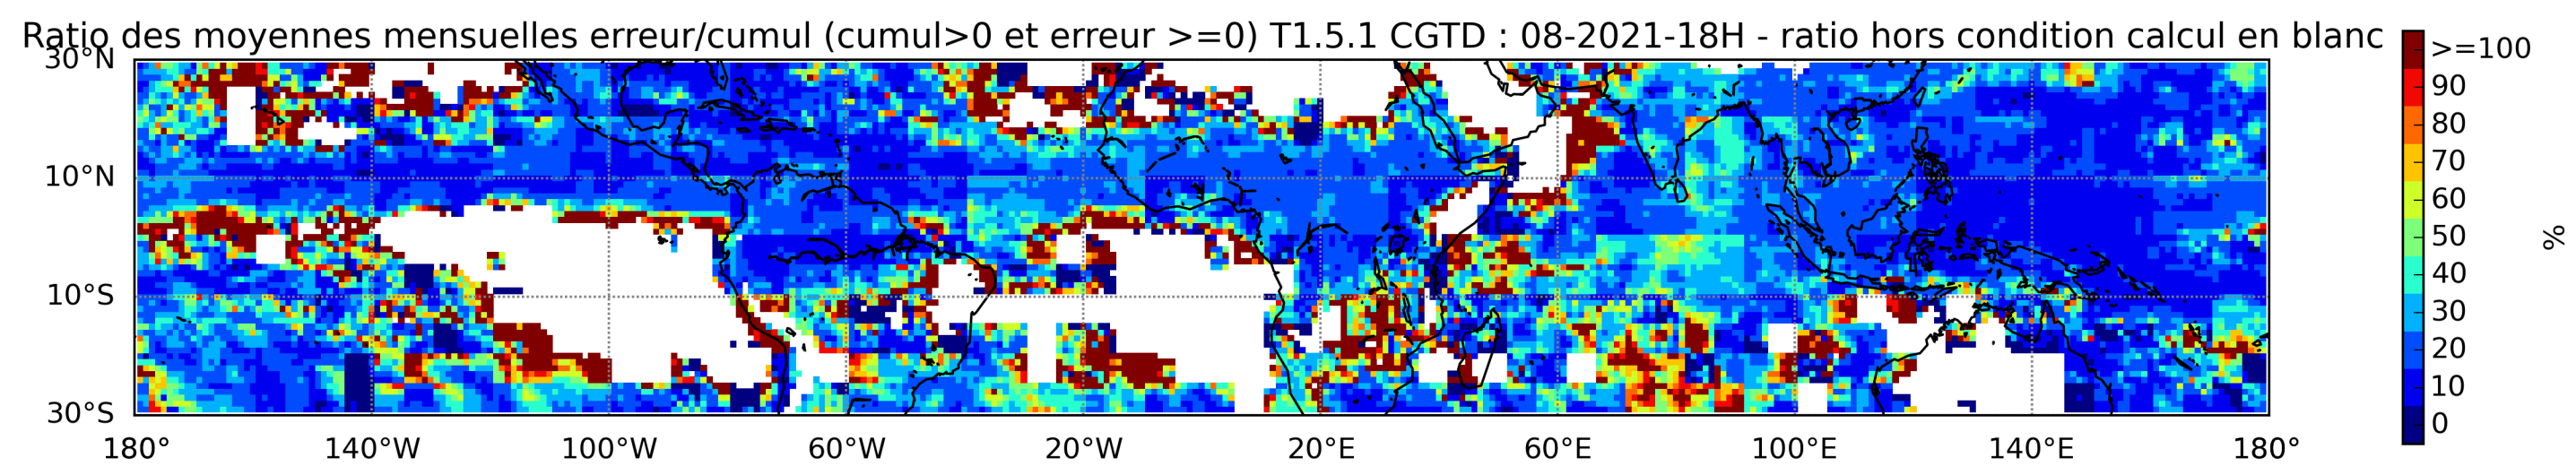 Ratio des moyennes mensuelles erreur/cumul (cumul>0 et erreur >=0) T1.5.1 CGTD : 08-2021-18H - ratio hors condition calcul en blanc
30°N
10°N
10°S
30°S
180° 140°W 100°W 60°W 20°W 20°E 60°E 100°E 140°E 180°
>=100
90
80
70
60
50
40
30
20
10
0
%